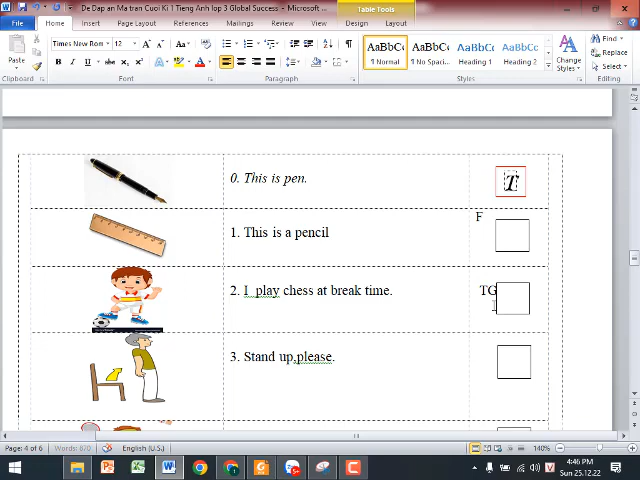 De Dap an Ma tran Cuoi Ki 1 Tieng Anh lop 3 Global Success - Microsoft ...
Table Tools
File Home Insert Page Layout References Mailings Review View Design Layout
Paste
Times New Rom 12
AaBbCc AaBbCc AaBbC AaBbCc
¶ Normal ¶ No Spaci... Heading 1 Heading 2
Change Styles
Find
Replace
Select
Clipboard Font Paragraph Styles Editing
0. This is pen.
T
F
1. This is a pencil
2. I play chess at break time.
TG
3. Stand up,please.
Page: 4 of 6 Words: 870 English (U.S.) 140%
4:46 PM
Sun 25.12.22